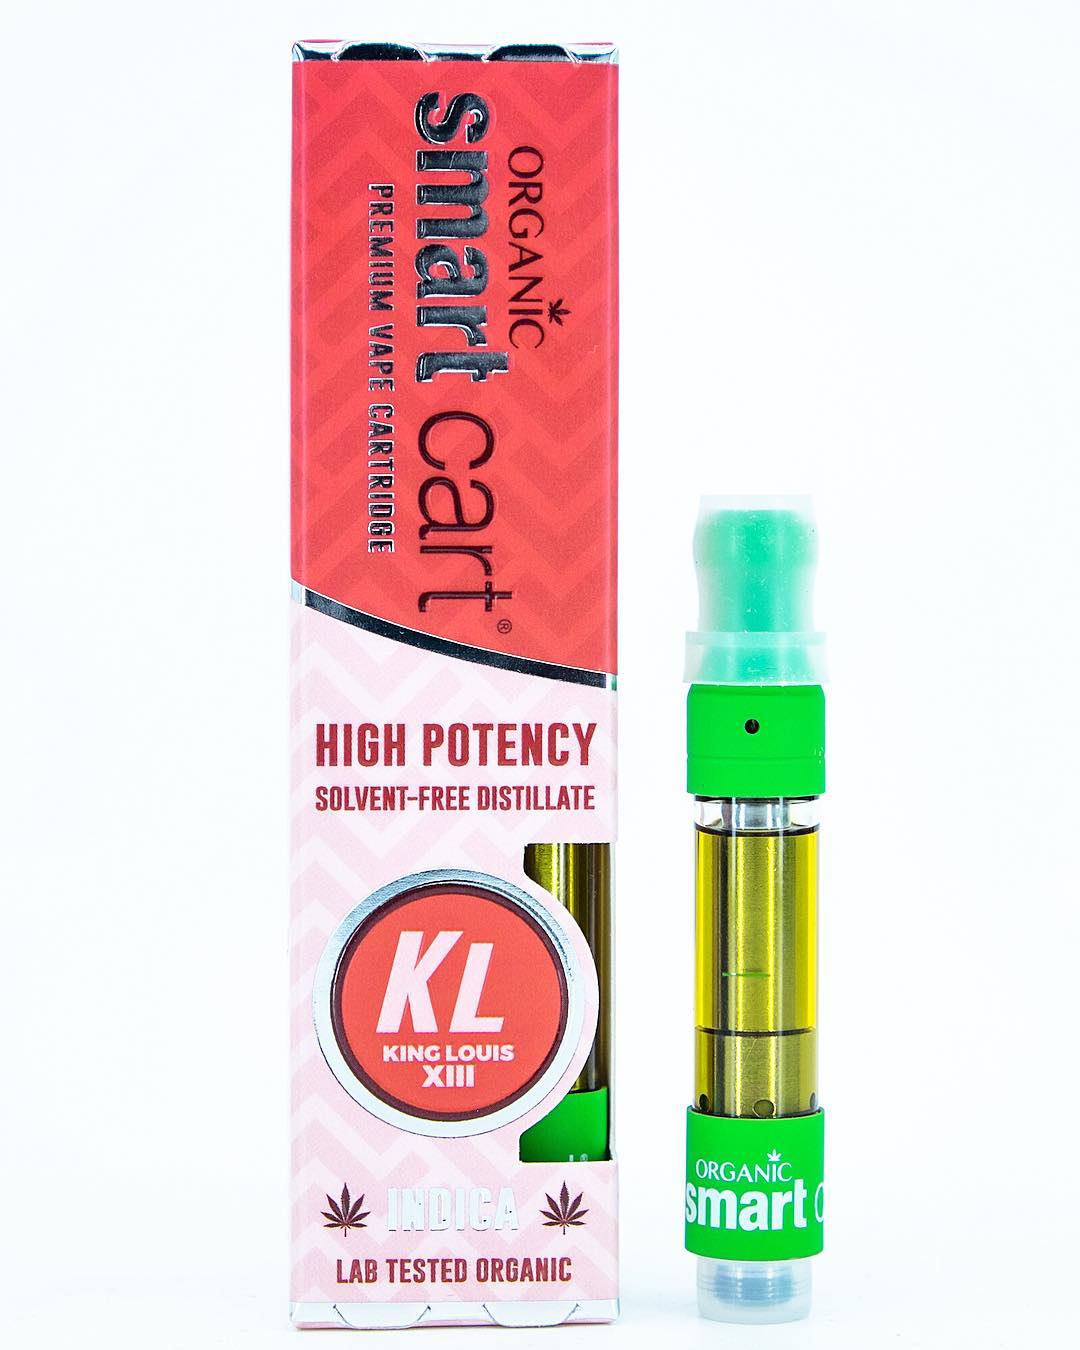 ORGANIC
smart cart®
PREMIUM VAPE CARTRIDGE
HIGH POTENCY
SOLVENT-FREE DISTILLATE
KL
KING LOUIS
XIII
INDICA
LAB TESTED ORGANIC
ORGANIC
smart